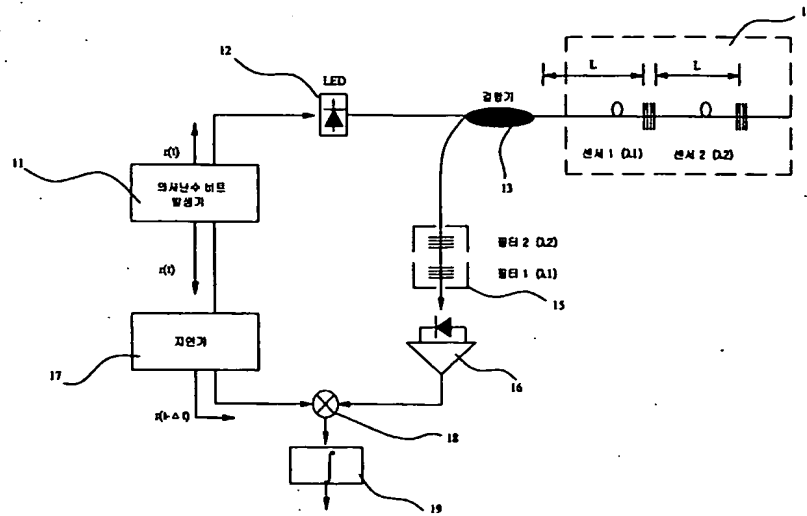 1
12
LED
L
L
결합기
11
r(t)
13
센서 1 (λ1)
센서 2 (λ2)
의사난수 비트
발생기
r(t)
필터 2 (λ2)
필터 1 (λ1)
15
지연기
17
16
r(t-△t)
18
19